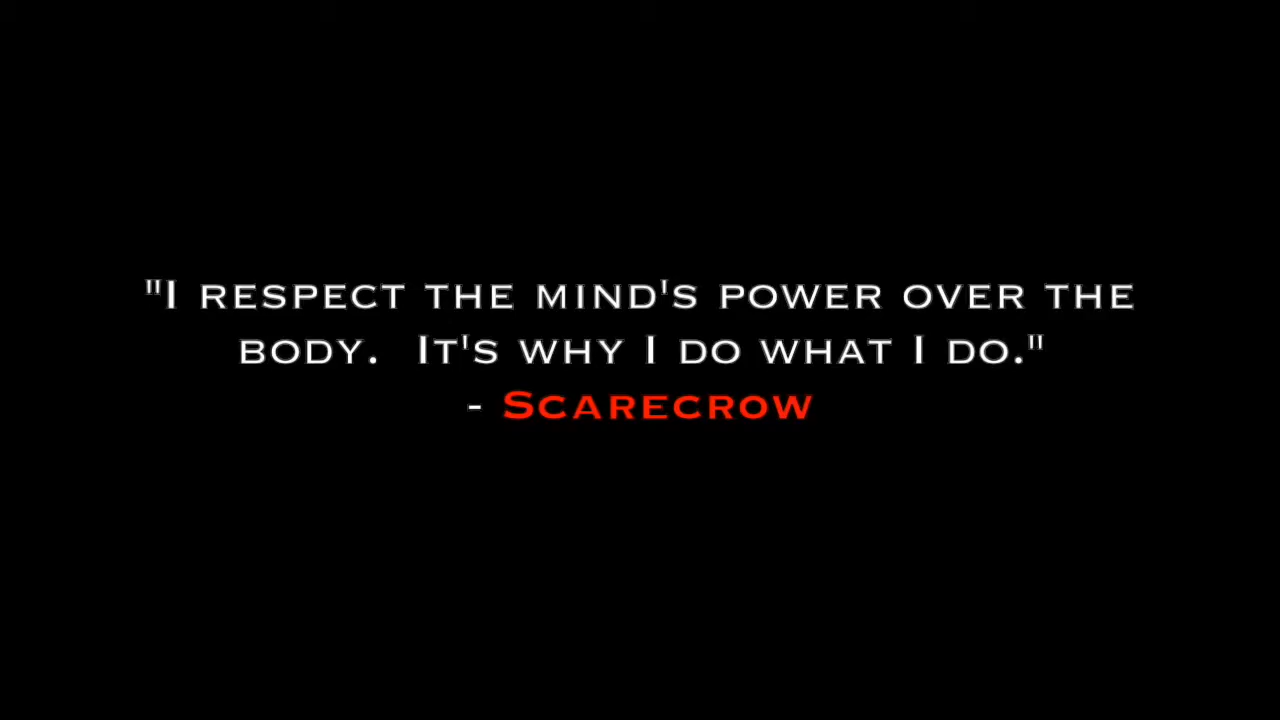 "I respect the mind's power over the
body.  It's why I do what I do."
- Scarecrow